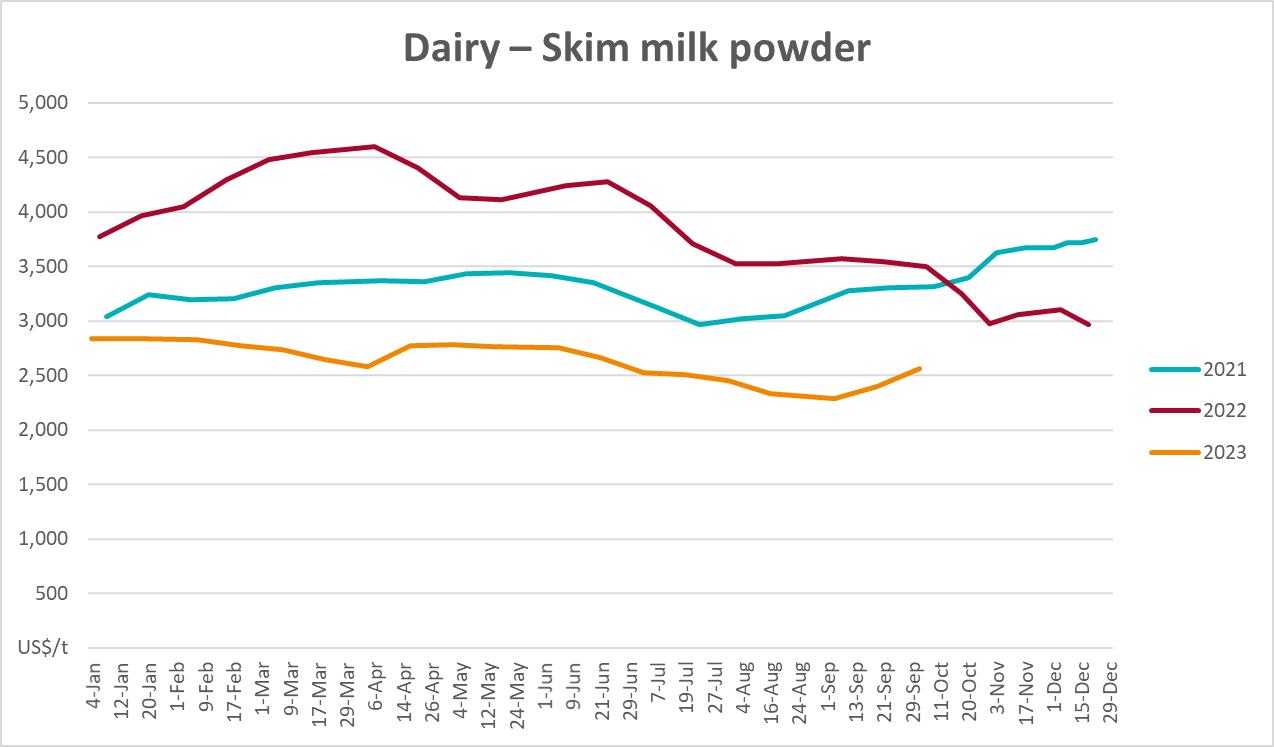 Dairy – Skim milk powder
5,000
4,500
4,000
3,500
3,000
2,500
2,000
1,500
1,000
500
US$/t
4-Jan
12-Jan
20-Jan
1-Feb
9-Feb
17-Feb
1-Mar
9-Mar
17-Mar
29-Mar
6-Apr
14-Apr
26-Apr
4-May
12-May
24-May
1-Jun
9-Jun
21-Jun
29-Jun
7-Jul
19-Jul
27-Jul
4-Aug
16-Aug
24-Aug
1-Sep
13-Sep
21-Sep
29-Sep
11-Oct
20-Oct
3-Nov
17-Nov
1-Dec
15-Dec
29-Dec
2021
2022
2023